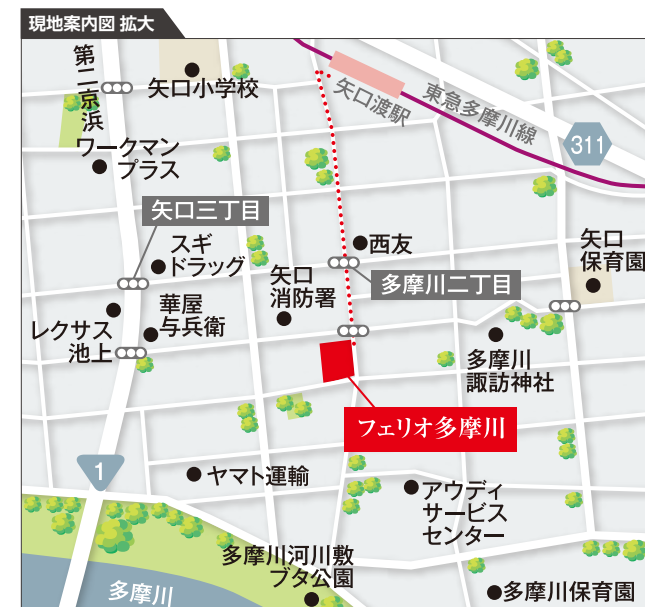 現地案内図 拡大
第二京浜
矢口小学校
矢口渡駅
東急多摩川線
311
ワークマン
プラス
矢口三丁目
スギ
ドラッグ
西友
矢口
保育園
矢口
消防署
多摩川二丁目
華屋
与兵衛
レクサス
池上
多摩川
諏訪神社
フェリオ多摩川
1
ヤマト運輸
アウディ
サービス
センター
多摩川河川敷
ブタ公園
多摩川
多摩川保育園